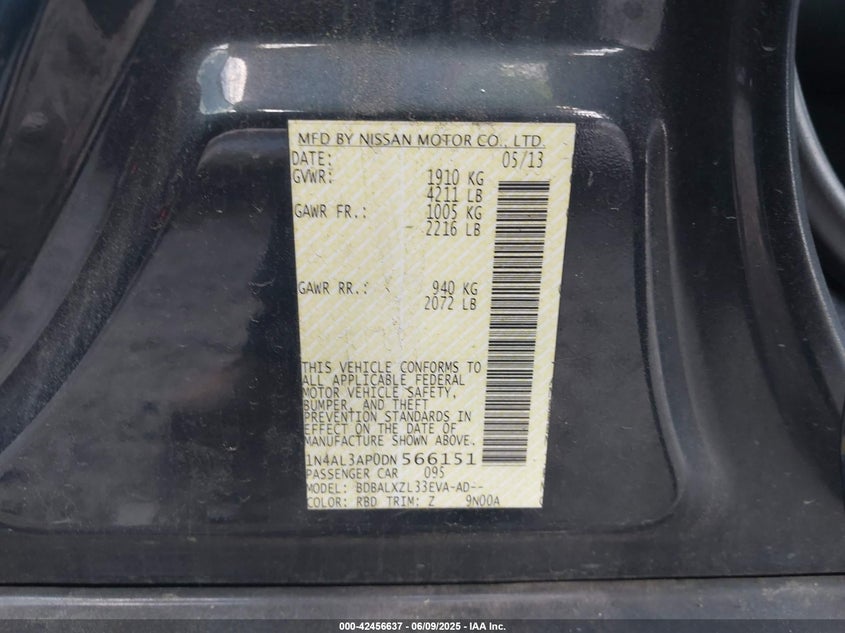 MFD BY NISSAN MOTOR CO., LTD.
DATE: 05/13
GVWR: 1910 KG
4211 LB
GAWR FR.: 1005 KG
2216 LB
GAWR RR.: 940 KG
2072 LB
THIS VEHICLE CONFORMS TO
ALL APPLICABLE FEDERAL
MOTOR VEHICLE SAFETY,
BUMPER, AND THEFT
PREVENTION STANDARDS IN
EFFECT ON THE DATE OF
MANUFACTURE SHOWN ABOVE.
1N4AL3AP0DN566151
PASSENGER CAR 095
MODEL: BDBALXZL33EVA-AD--
COLOR: RBD TRIM: Z 9N00A
000-42456637 - 06/09/2025 - IAA Inc.